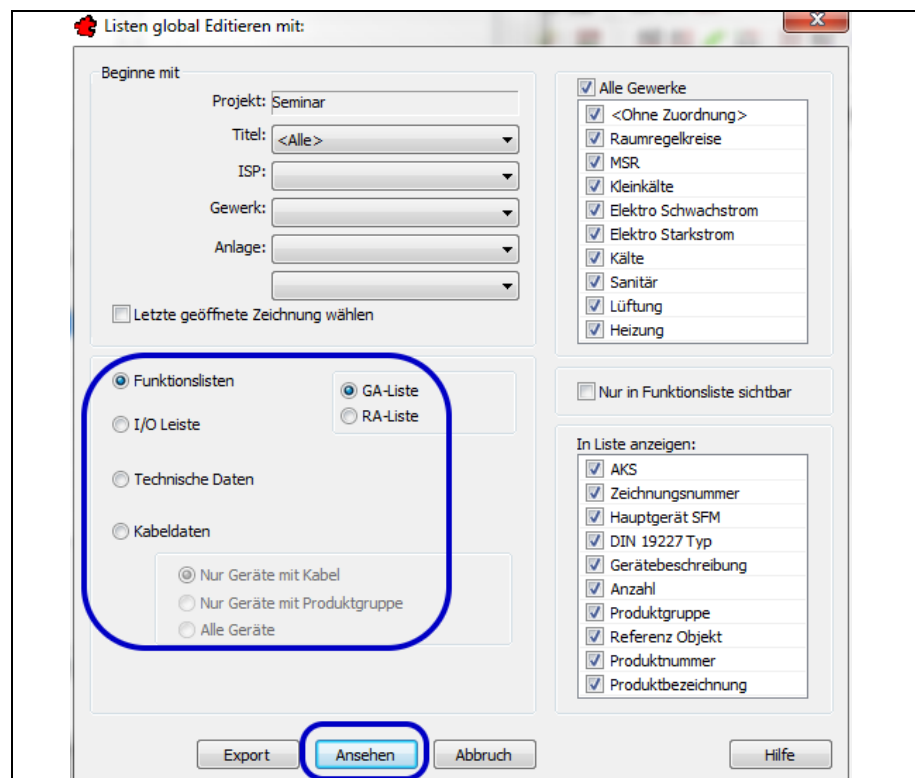 Listen global Editieren mit:
Beginne mit
Projekt: Seminar
Titel: <Alle>
ISP:
Gewerk:
Anlage:
Letzte geöffnete Zeichnung wählen
Alle Gewerke
<Ohne Zuordnung>
Raumregelkreise
MSR
Kleinkälte
Elektro Schwachstrom
Elektro Starkstrom
Kälte
Sanitär
Lüftung
Heizung
Funktionslisten
GA-Liste
RA-Liste
I/O Leiste
Technische Daten
Kabeldaten
Nur Geräte mit Kabel
Nur Geräte mit Produktgruppe
Alle Geräte
Nur in Funktionsliste sichtbar
In Liste anzeigen:
AKS
Zeichnungsnummer
Hauptgerät SFM
DIN 19227 Typ
Gerätebeschreibung
Anzahl
Produktgruppe
Referenz Objekt
Produktnummer
Produktbezeichnung
Export
Ansehen
Abbruch
Hilfe